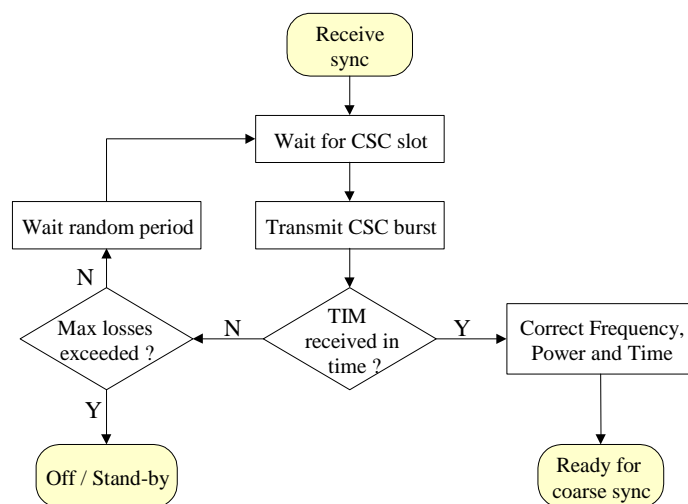 Receive
sync
Wait for CSC slot
Wait random period
Transmit CSC burst
N
Max losses
exceeded ?
N
TIM
received in
time ?
Y
Correct Frequency,
Power and Time
Y
Off / Stand-by
Ready for
coarse sync